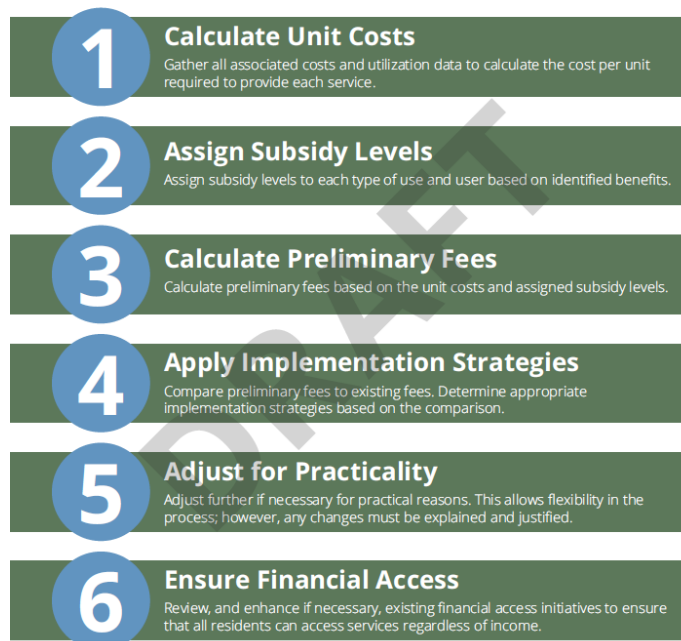 1
Calculate Unit Costs
Gather all associated costs and utilization data to calculate the cost per unit
required to provide each service.
2
Assign Subsidy Levels
Assign subsidy levels to each type of use and user based on identified benefits.
3
Calculate Preliminary Fees
Calculate preliminary fees based on the unit costs and assigned subsidy levels.
4
Apply Implementation Strategies
Compare preliminary fees to existing fees. Determine appropriate
implementation strategies based on the comparison.
5
Adjust for Practicality
Adjust further if necessary for practical reasons. This allows flexibility in the
process; however, any changes must be explained and justified.
6
Ensure Financial Access
Review, and enhance if necessary, existing financial access initiatives to ensure
that all residents can access services regardless of income.
DRAFT